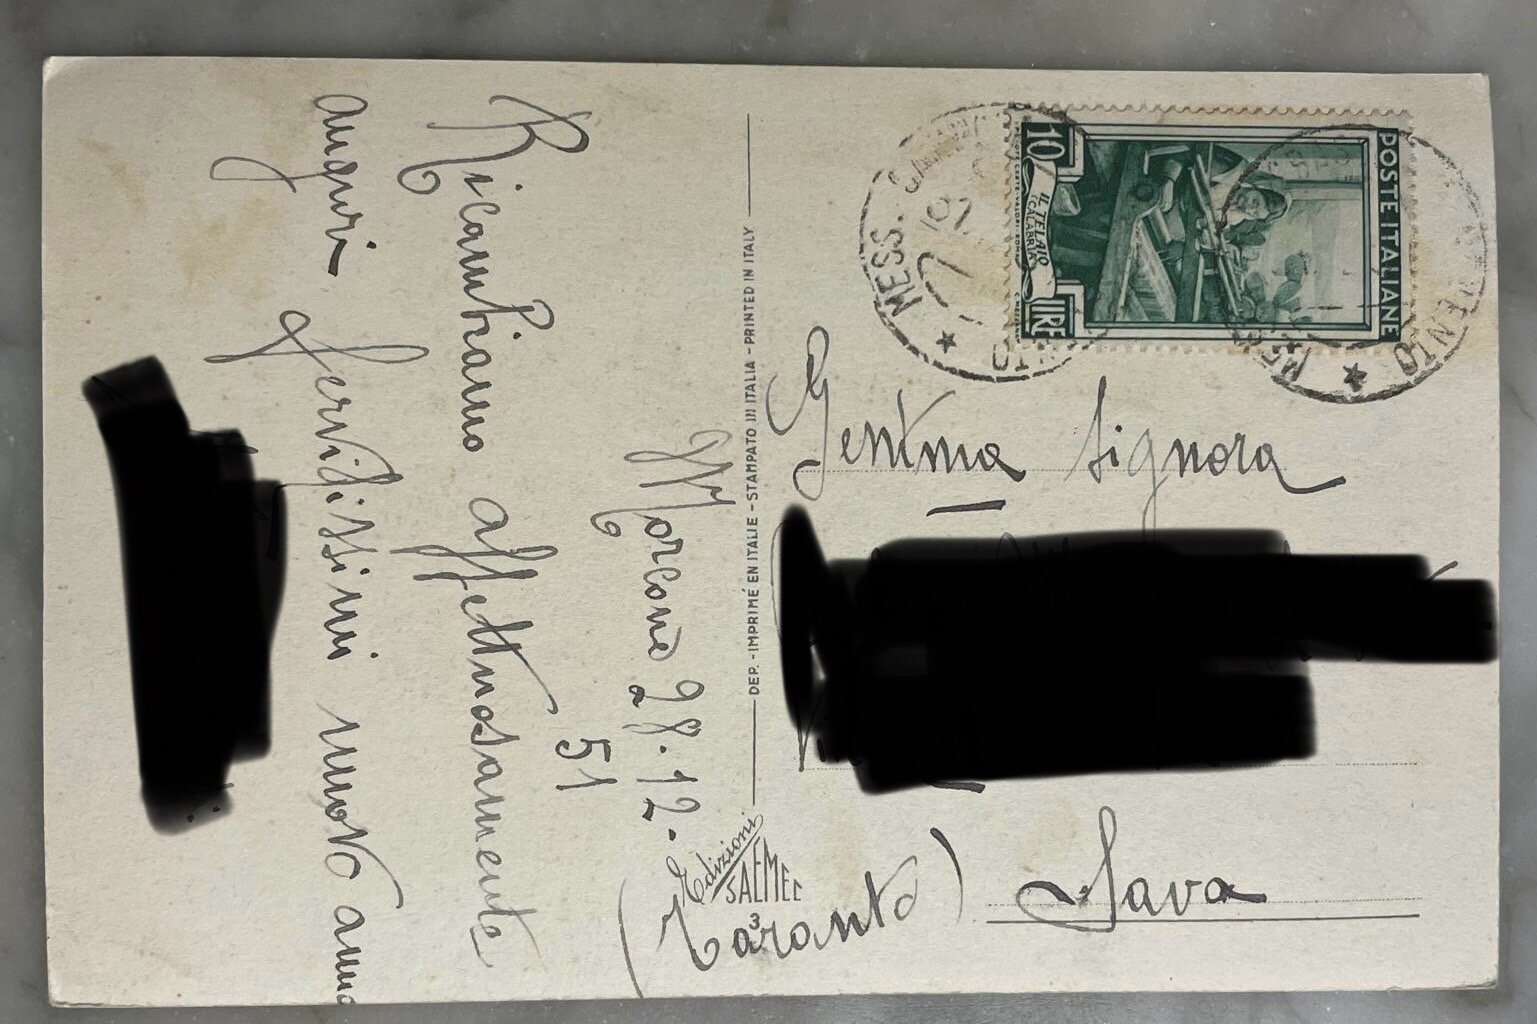 Morcone 28.12.
51
Ricambiamo affettuosamente
auguri fervidissimi nuovo anno
DEP. - IMPRIMÉ EN ITALIE - STAMPATO IN ITALIA - PRINTED IN ITALY
Edizioni
SAEMEC
3
POSTE ITALIANE
10
LIRE
IL TELAIO
CALABRIA
MESS.
Gentma Signora
Sava
(Taranto)